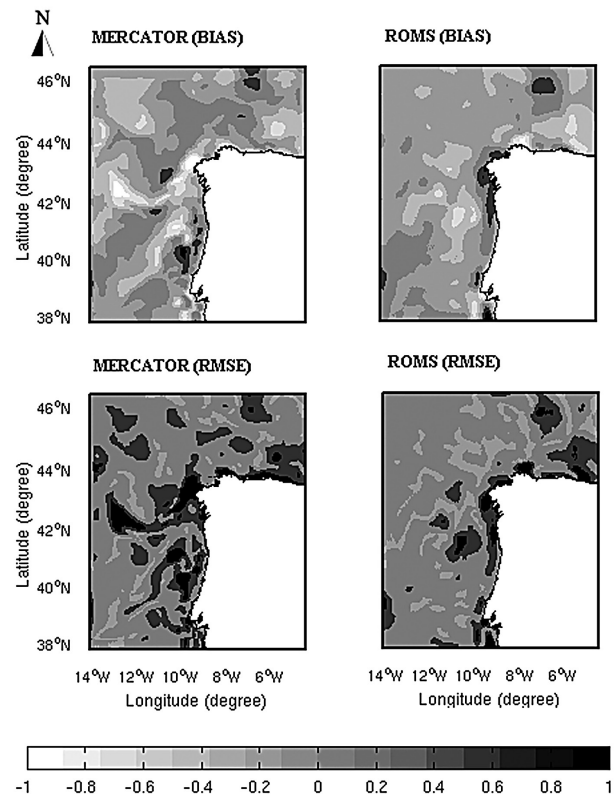 N
MERCATOR (BIAS)
ROMS (BIAS)
46°N
44°N
42°N
40°N
38°N
Latitude (degree)
MERCATOR (RMSE)
ROMS (RMSE)
46°N
44°N
42°N
40°N
38°N
Latitude (degree)
14°W 12°W 10°W 8°W 6°W
14°W 12°W 10°W 8°W 6°W
Longitude (degree)
Longitude (degree)
-1 -0.8 -0.6 -0.4 -0.2 0 0.2 0.4 0.6 0.8 1